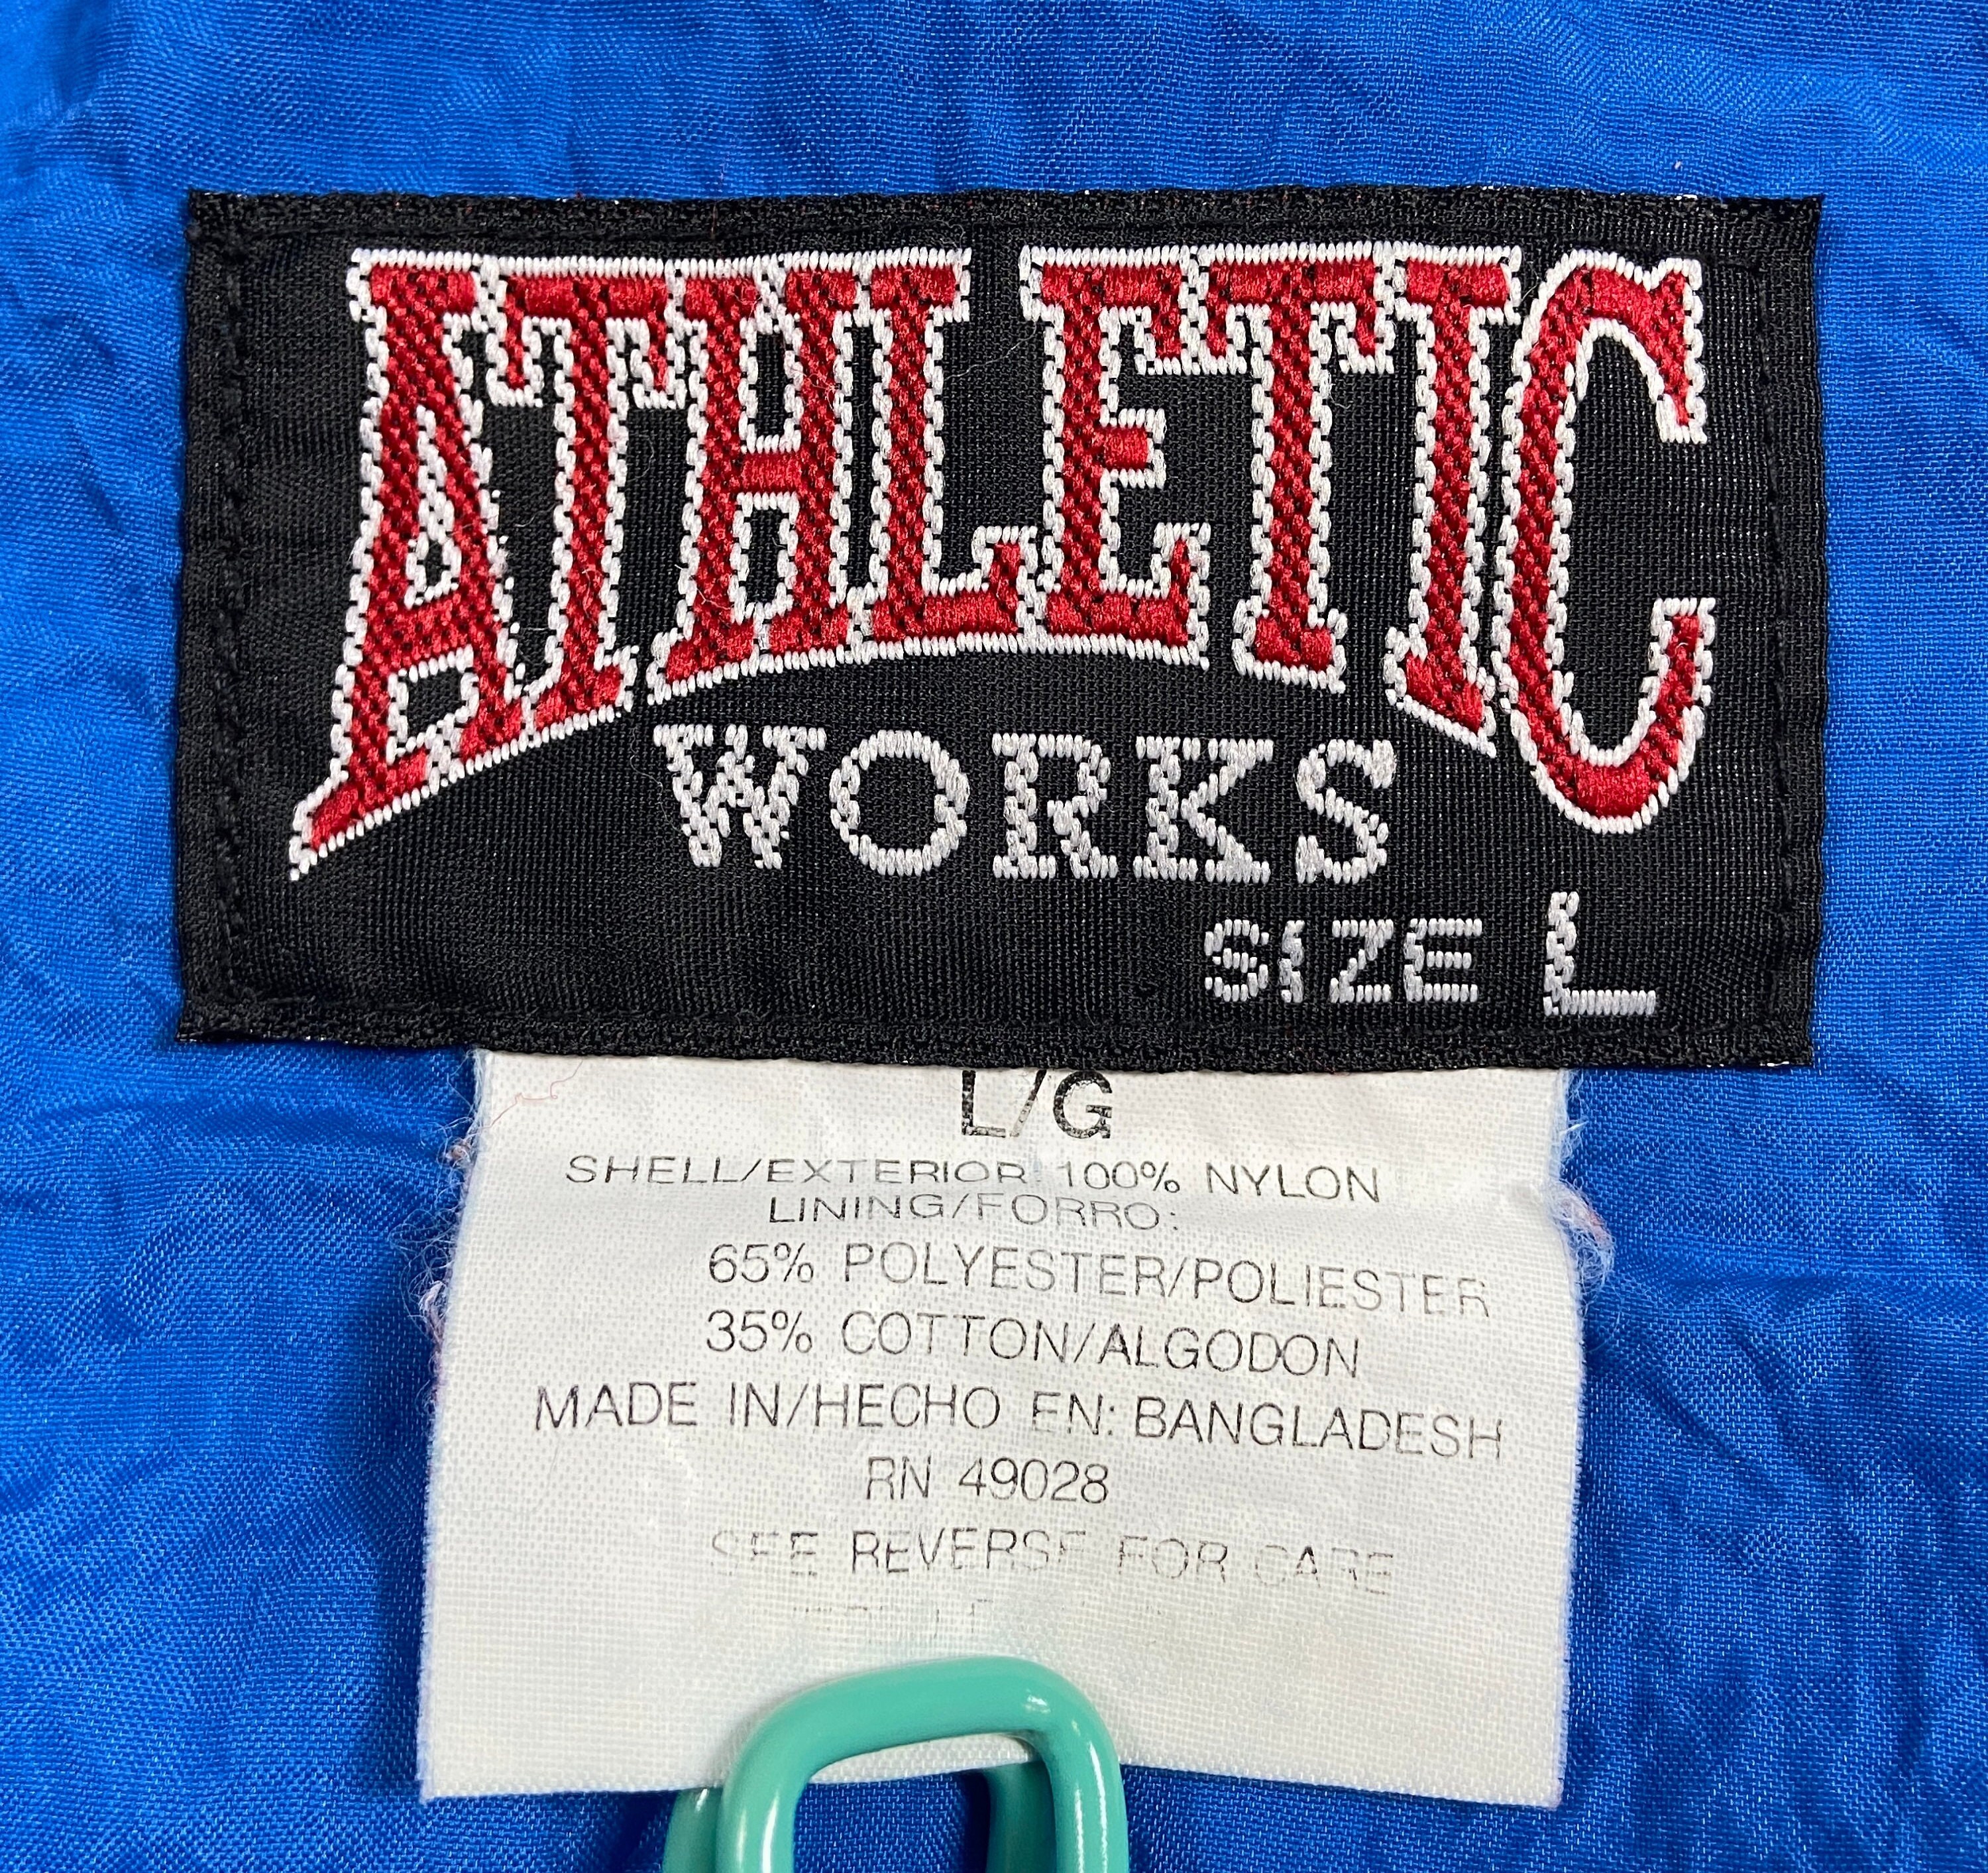 ATHLETIC
WORKS
SIZE L
L/G
SHELL/EXTERIOR 100% NYLON
LINING/FORRO:
65% POLYESTER/POLIESTER
35% COTTON/ALGODON
MADE IN/HECHO EN: BANGLADESH
RN 49028
SEE REVERSE FOR CARE